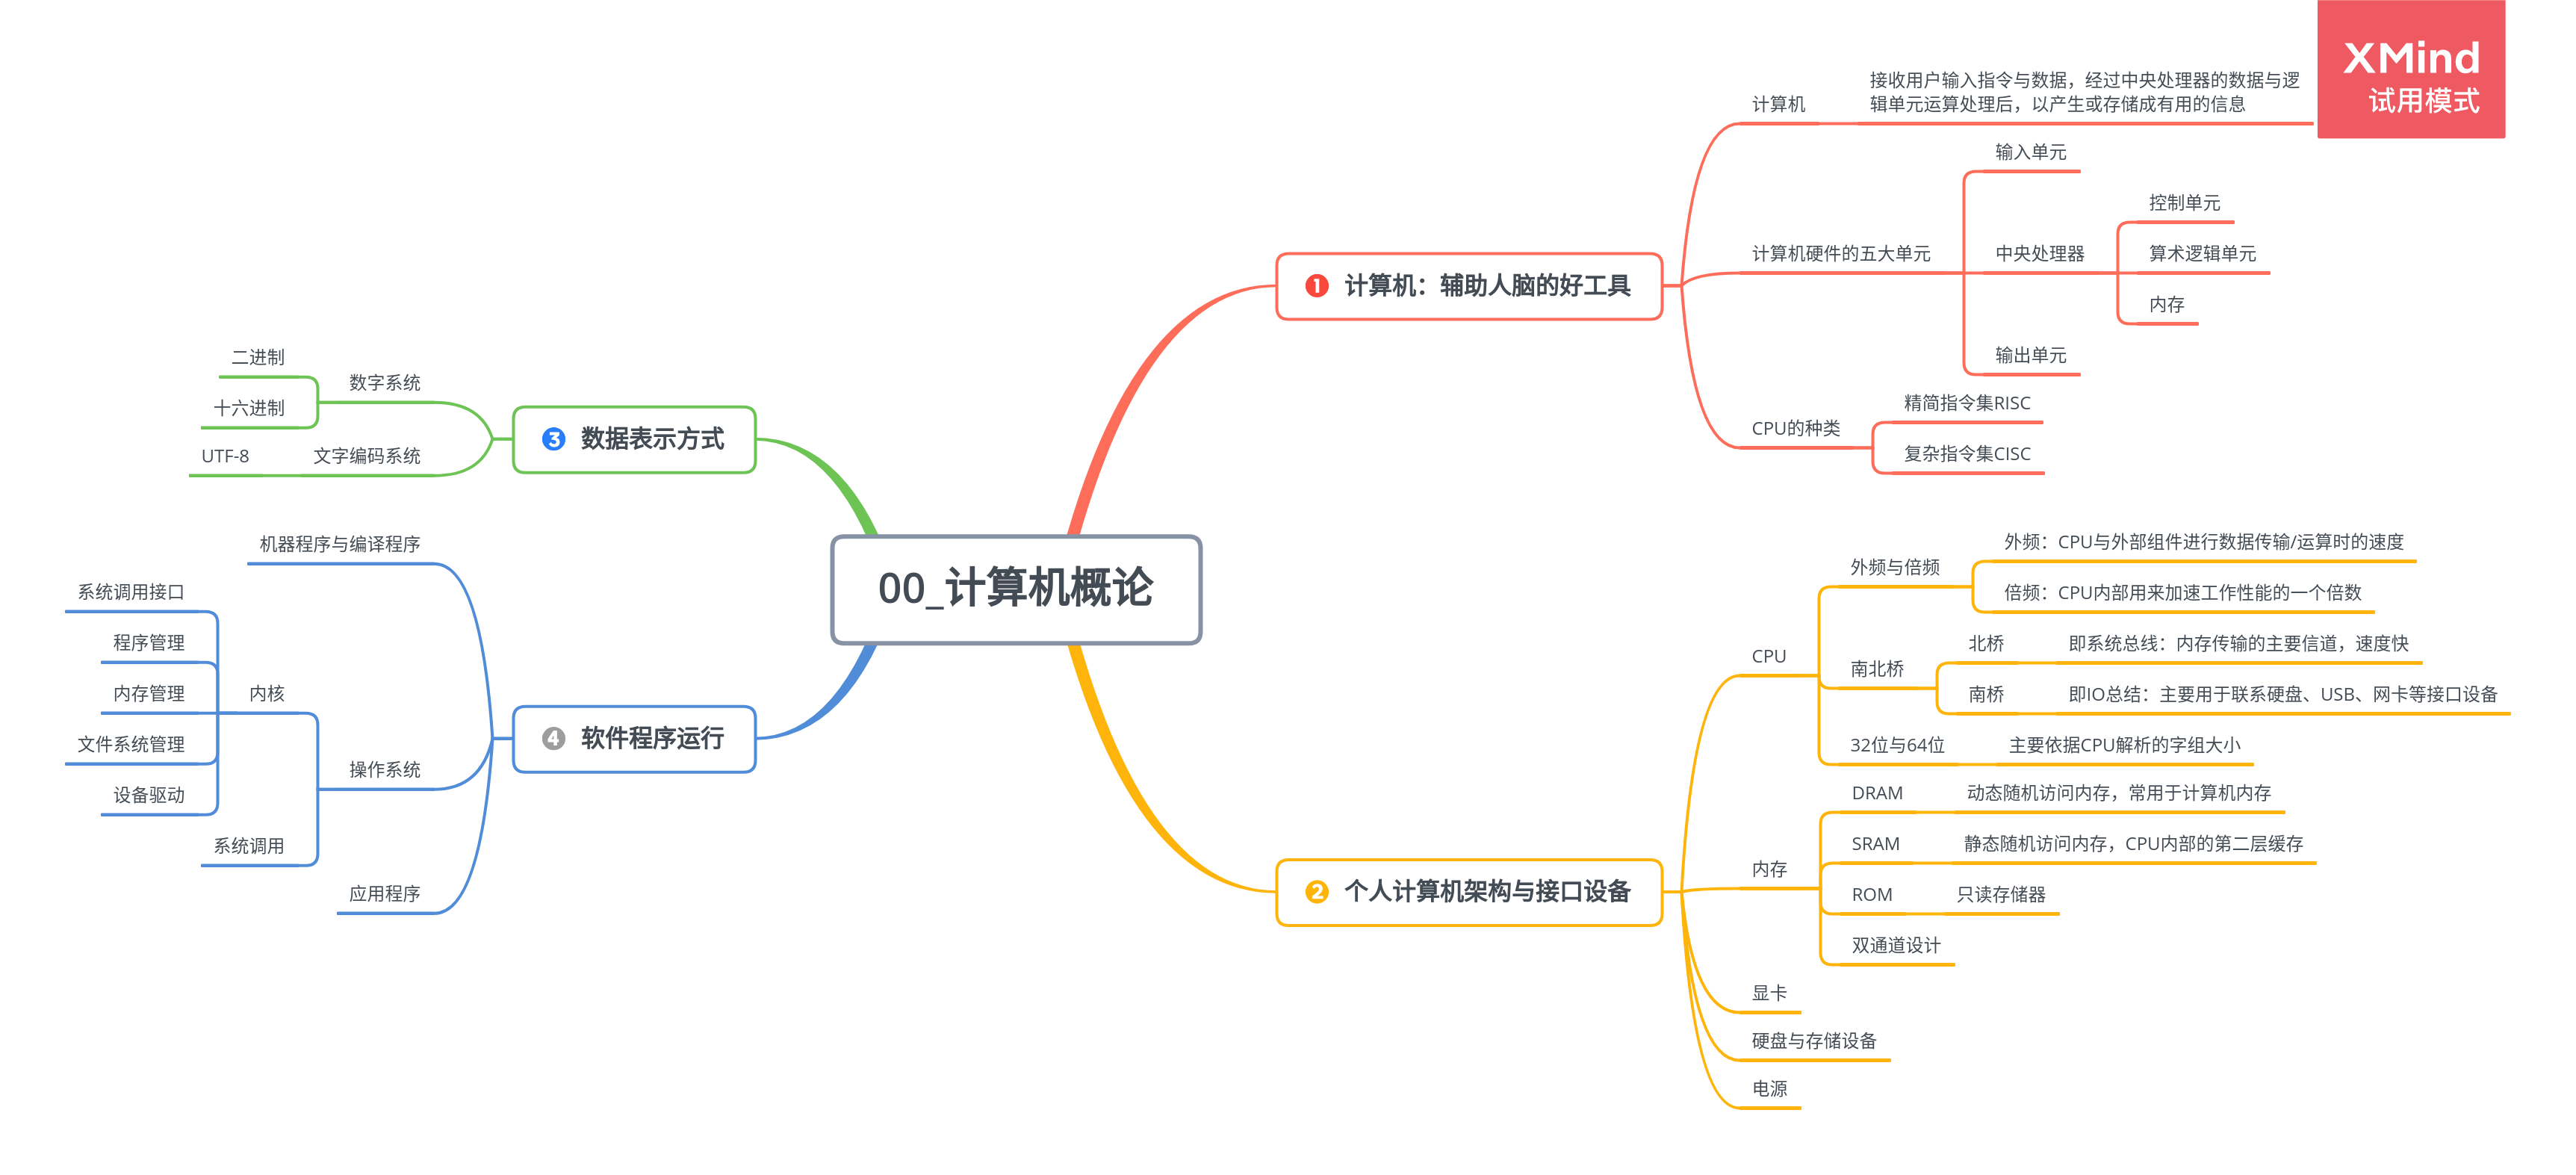 XMind
试用模式
00_计算机概论
❶ 计算机：辅助人脑的好工具
计算机
接收用户输入指令与数据，经过中央处理器的数据与逻
辑单元运算处理后，以产生或存储成有用的信息
计算机硬件的五大单元
输入单元
中央处理器
控制单元
算术逻辑单元
内存
输出单元
CPU的种类
精简指令集RISC
复杂指令集CISC
❷ 个人计算机架构与接口设备
CPU
外频与倍频
外频：CPU与外部组件进行数据传输/运算时的速度
倍频：CPU内部用来加速工作性能的一个倍数
南北桥
北桥
即系统总线：内存传输的主要信道，速度快
南桥
即IO总结：主要用于联系硬盘、USB、网卡等接口设备
32位与64位
主要依据CPU解析的字组大小
内存
DRAM
动态随机访问内存，常用于计算机内存
SRAM
静态随机访问内存，CPU内部的第二层缓存
ROM
只读存储器
双通道设计
显卡
硬盘与存储设备
电源
❸ 数据表示方式
数字系统
二进制
十六进制
文字编码系统
UTF-8
❹ 软件程序运行
机器程序与编译程序
操作系统
内核
系统调用接口
程序管理
内存管理
文件系统管理
设备驱动
系统调用
应用程序